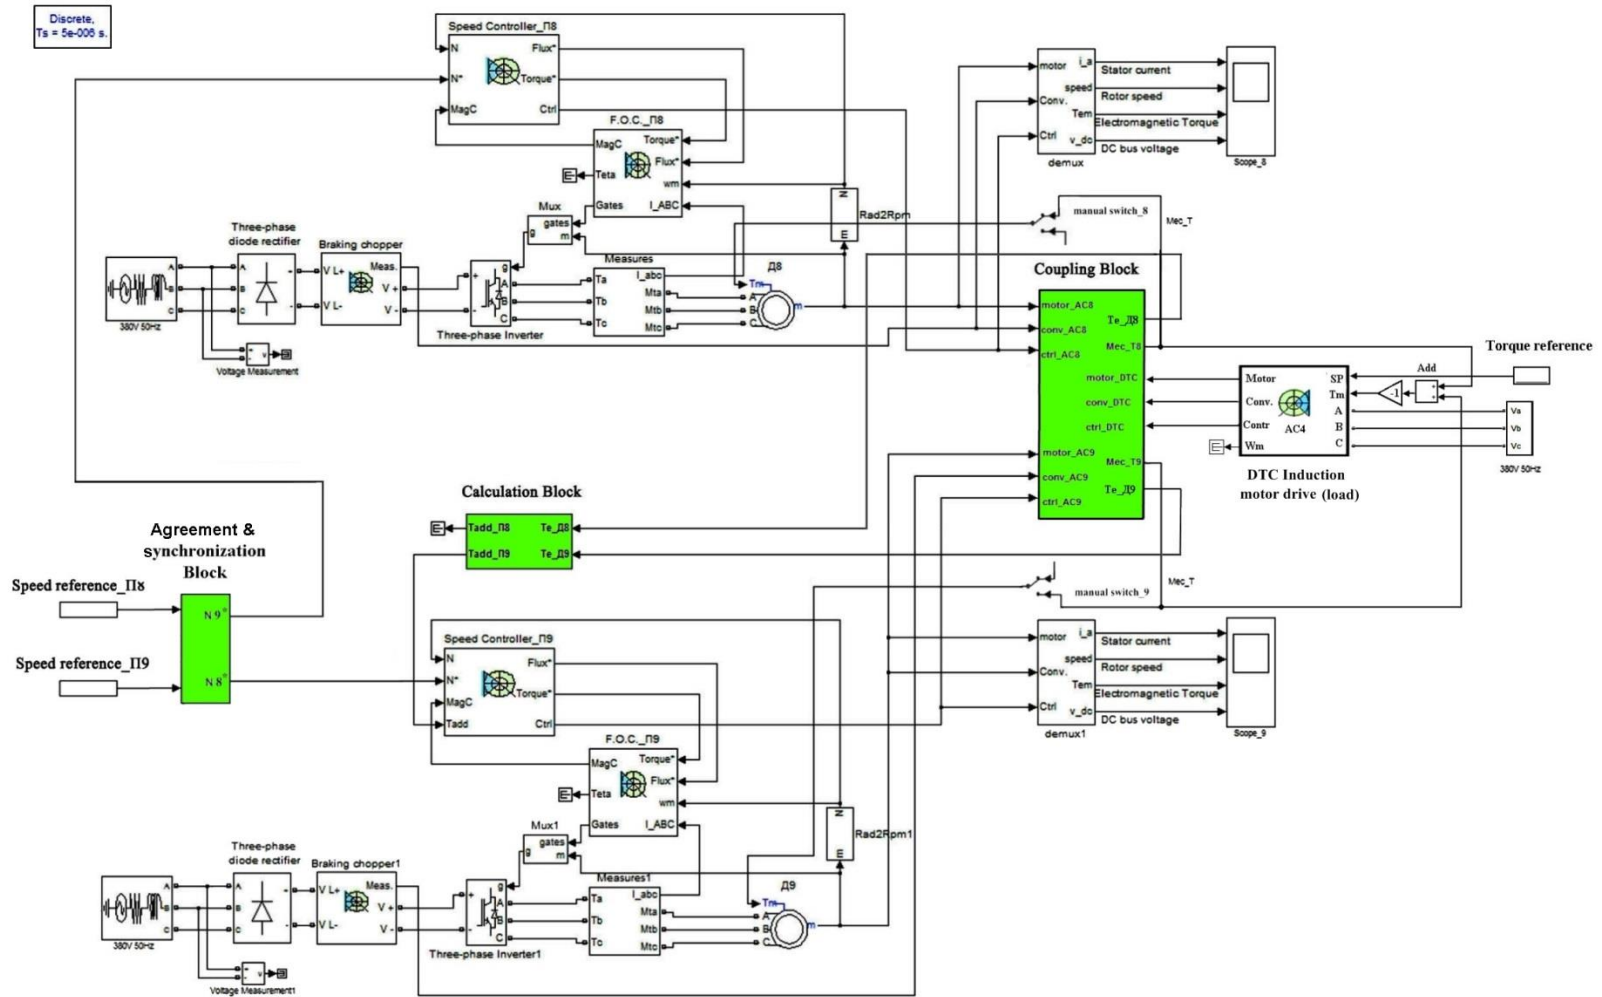 Discrete,
Ts = 5e-006 s.
Speed Controller_П8
N
N*
MagC
Flux*
Torque*
Ctrl
F.O.C._П8
MagC
Teta
Gates
Torque*
Flux*
wm
I_ABC
Mux
gates
m
g
Three-phase
diode rectifier
A
B
C
A
B
C
+
-
380V 50Hz
Voltage Measurement
+
-
v
Braking chopper
V L+
V L-
Meas.
V +
V -
Three-phase Inverter
g
+
-
A
B
C
Measures
Ta
Tb
Tc
I_abc
Mta
Mtb
Mtc
Д8
Tm
A
B
C
m
Rad2Rpm
N
m
motor
Conv.
Ctrl
i_a
speed
Tem
v_dc
demux
Stator current
Rotor speed
Electromagnetic Torque
DC bus voltage
Scope_8
manual switch_8
Mec_T
Coupling Block
motor_AC8
conv_AC8
ctrl_AC8
Te_Д8
Mec_T8
motor_DTC
conv_DTC
ctrl_DTC
motor_AC9
conv_AC9
ctrl_AC9
Mec_T9
Te_Д9
Torque reference
Add
+
+
-1
Motor
Conv.
Contr
Wm
AC4
SP
Tm
A
B
C
Va
Vb
Vc
380V 50Hz
DTC Induction
motor drive (load)
Calculation Block
Tadd_П8
Tadd_П9
Te_Д8
Te_Д9
Agreement &
synchronization
Block
Speed reference_П8
Speed reference_П9
N 9*
N 8*
manual switch_9
Mec_T
Speed Controller_П9
N
N*
MagC
Tadd
Flux*
Torque*
Ctrl
F.O.C._П9
MagC
Teta
Gates
Torque*
Flux*
wm
I_ABC
Mux1
gates
m
g
Three-phase
diode rectifier
A
B
C
A
B
C
+
-
380V 50Hz
Voltage Measurement1
+
-
v
Braking chopper1
V L+
V L-
Meas.
V +
V -
Three-phase Inverter1
g
+
-
A
B
C
Measures1
Ta
Tb
Tc
I_abc
Mta
Mtb
Mtc
Д9
Tm
A
B
C
m
Rad2Rpm1
N
m
motor
Conv.
Ctrl
i_a
speed
Tem
v_dc
demux1
Stator current
Rotor speed
Electromagnetic Torque
DC bus voltage
Scope_9